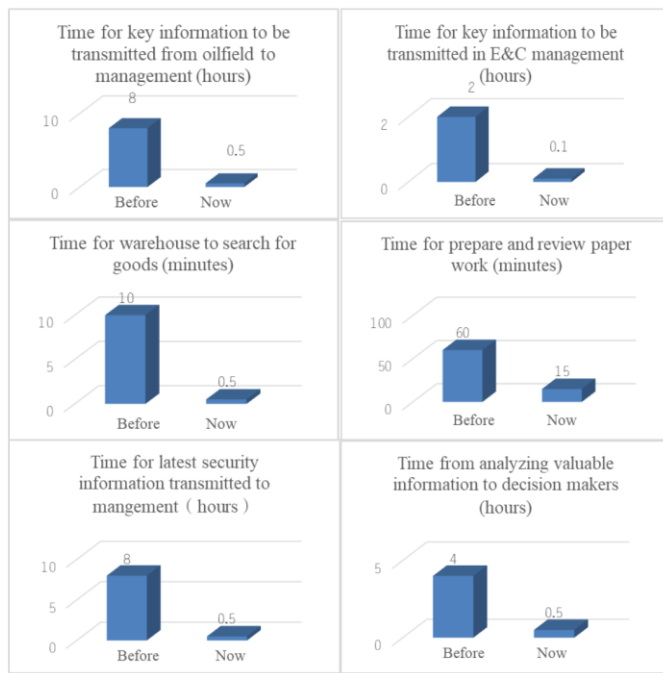 Time for key information to be
transmitted from oilfield to
management (hours)
8
10
0.5
0
Before Now
Time for key information to be
transmitted in E&C management
(hours)
2
2
0.1
0
Before Now
Time for warehouse to search for
goods (minutes)
10
10
5
0.5
0
Before Now
Time for prepare and review paper
work (minutes)
100
60
50
15
0
Before Now
Time for latest security
information transmitted to
mangement ( hours )
8
10
5
0.5
0
Before Now
Time from analyzing valuable
information to decision makers
(hours)
4
5
0.5
0
Before Now